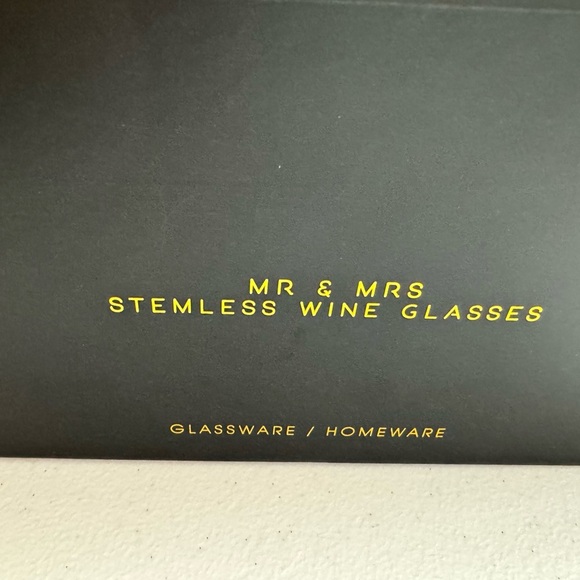 MR & MRS
STEMLESS WINE GLASSES
GLASSWARE / HOMEWARE